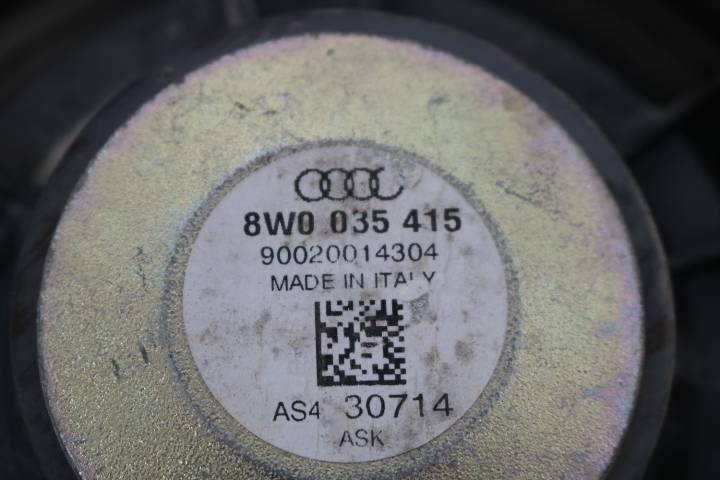 8W0 035 415
90020014304
MADE IN ITALY
AS4 30714
ASK